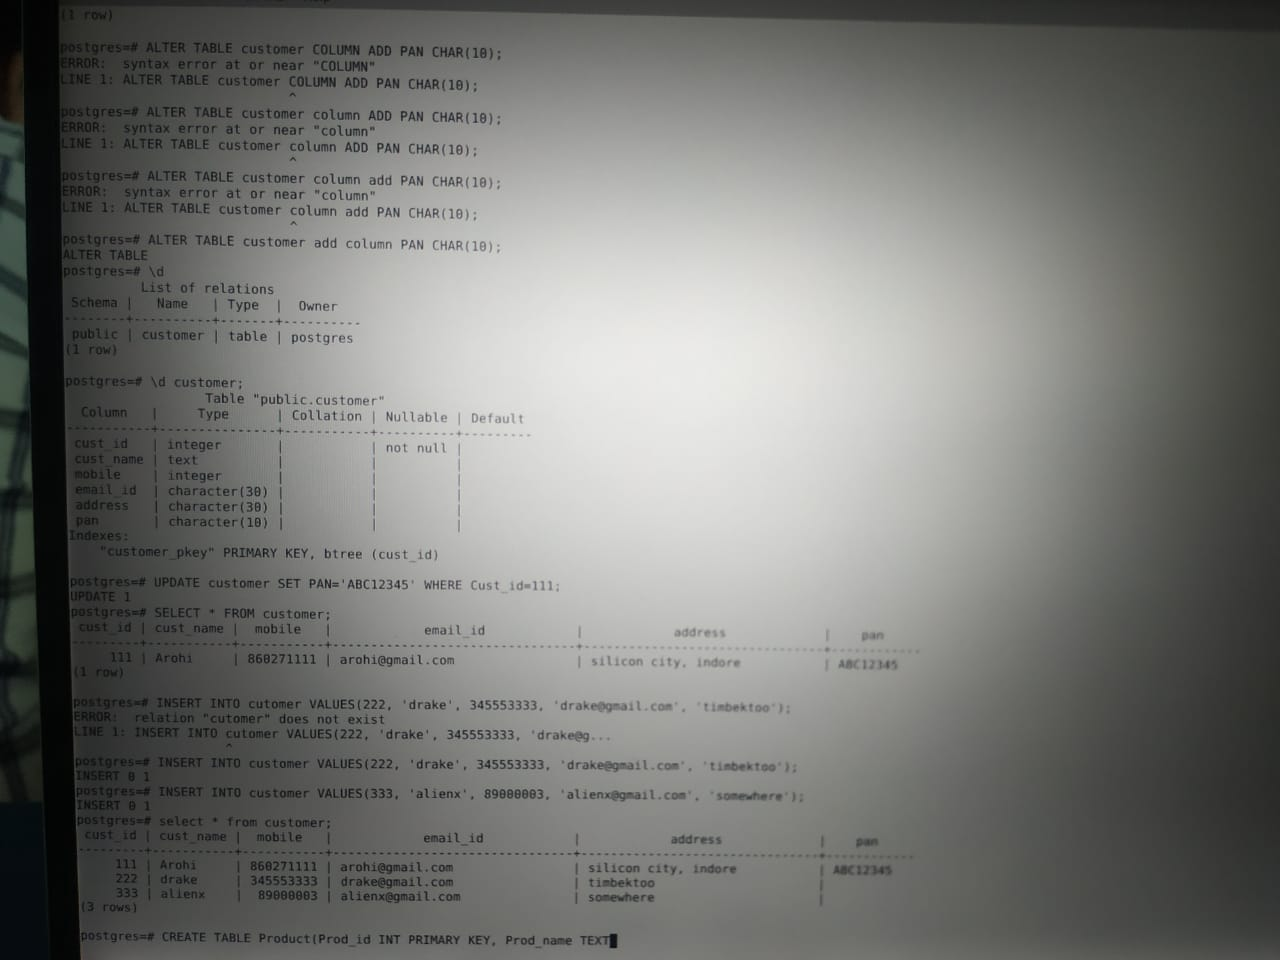 (1 row)
postgres=# ALTER TABLE customer COLUMN ADD PAN CHAR(10);
ERROR:  syntax error at or near "COLUMN"
LINE 1: ALTER TABLE customer COLUMN ADD PAN CHAR(10);
^
postgres=# ALTER TABLE customer column ADD PAN CHAR(10);
ERROR:  syntax error at or near "column"
LINE 1: ALTER TABLE customer column ADD PAN CHAR(10);
^
postgres=# ALTER TABLE customer column add PAN CHAR(10);
ERROR:  syntax error at or near "column"
LINE 1: ALTER TABLE customer column add PAN CHAR(10);
^
postgres=# ALTER TABLE customer add column PAN CHAR(10);
ALTER TABLE
postgres=# \d
List of relations
Schema |   Name   | Type  |  Owner
--------+----------+-------+----------
public | customer | table | postgres
(1 row)
postgres=# \d customer;
Table "public.customer"
Column   |     Type      | Collation | Nullable | Default
-----------+---------------+-----------+----------+---------
cust_id   | integer       |           | not null |
cust_name | text          |           |          |
mobile    | integer       |           |          |
email_id  | character(30) |           |          |
address   | character(30) |           |          |
pan       | character(10) |           |          |
Indexes:
"customer_pkey" PRIMARY KEY, btree (cust_id)
postgres=# UPDATE customer SET PAN='ABC12345' WHERE Cust_id=111;
UPDATE 1
postgres=# SELECT * FROM customer;
cust_id | cust_name |  mobile   |            email_id            |            address             |    pan
---------+-----------+-----------+--------------------------------+--------------------------------+------------
111 | Arohi     | 860271111 | arohi@gmail.com                | silicon city, indore           | ABC12345
(1 row)
postgres=# INSERT INTO cutomer VALUES(222, 'drake', 345553333, 'drake@gmail.com', 'timbektoo');
ERROR:  relation "cutomer" does not exist
LINE 1: INSERT INTO cutomer VALUES(222, 'drake', 345553333, 'drake@g...
^
postgres=# INSERT INTO customer VALUES(222, 'drake', 345553333, 'drake@gmail.com', 'timbektoo');
INSERT 0 1
postgres=# INSERT INTO customer VALUES(333, 'alienx', 89000003, 'alienx@gmail.com', 'somewhere');
INSERT 0 1
postgres=# select * from customer;
cust_id | cust_name |  mobile   |            email_id            |            address             |    pan
---------+-----------+-----------+--------------------------------+--------------------------------+------------
111 | Arohi     | 860271111 | arohi@gmail.com                | silicon city, indore           | ABC12345
222 | drake     | 345553333 | drake@gmail.com                | timbektoo                      |
333 | alienx    |  89000003 | alienx@gmail.com               | somewhere                      |
(3 rows)
postgres=# CREATE TABLE Product(Prod_id INT PRIMARY KEY, Prod_name TEXT